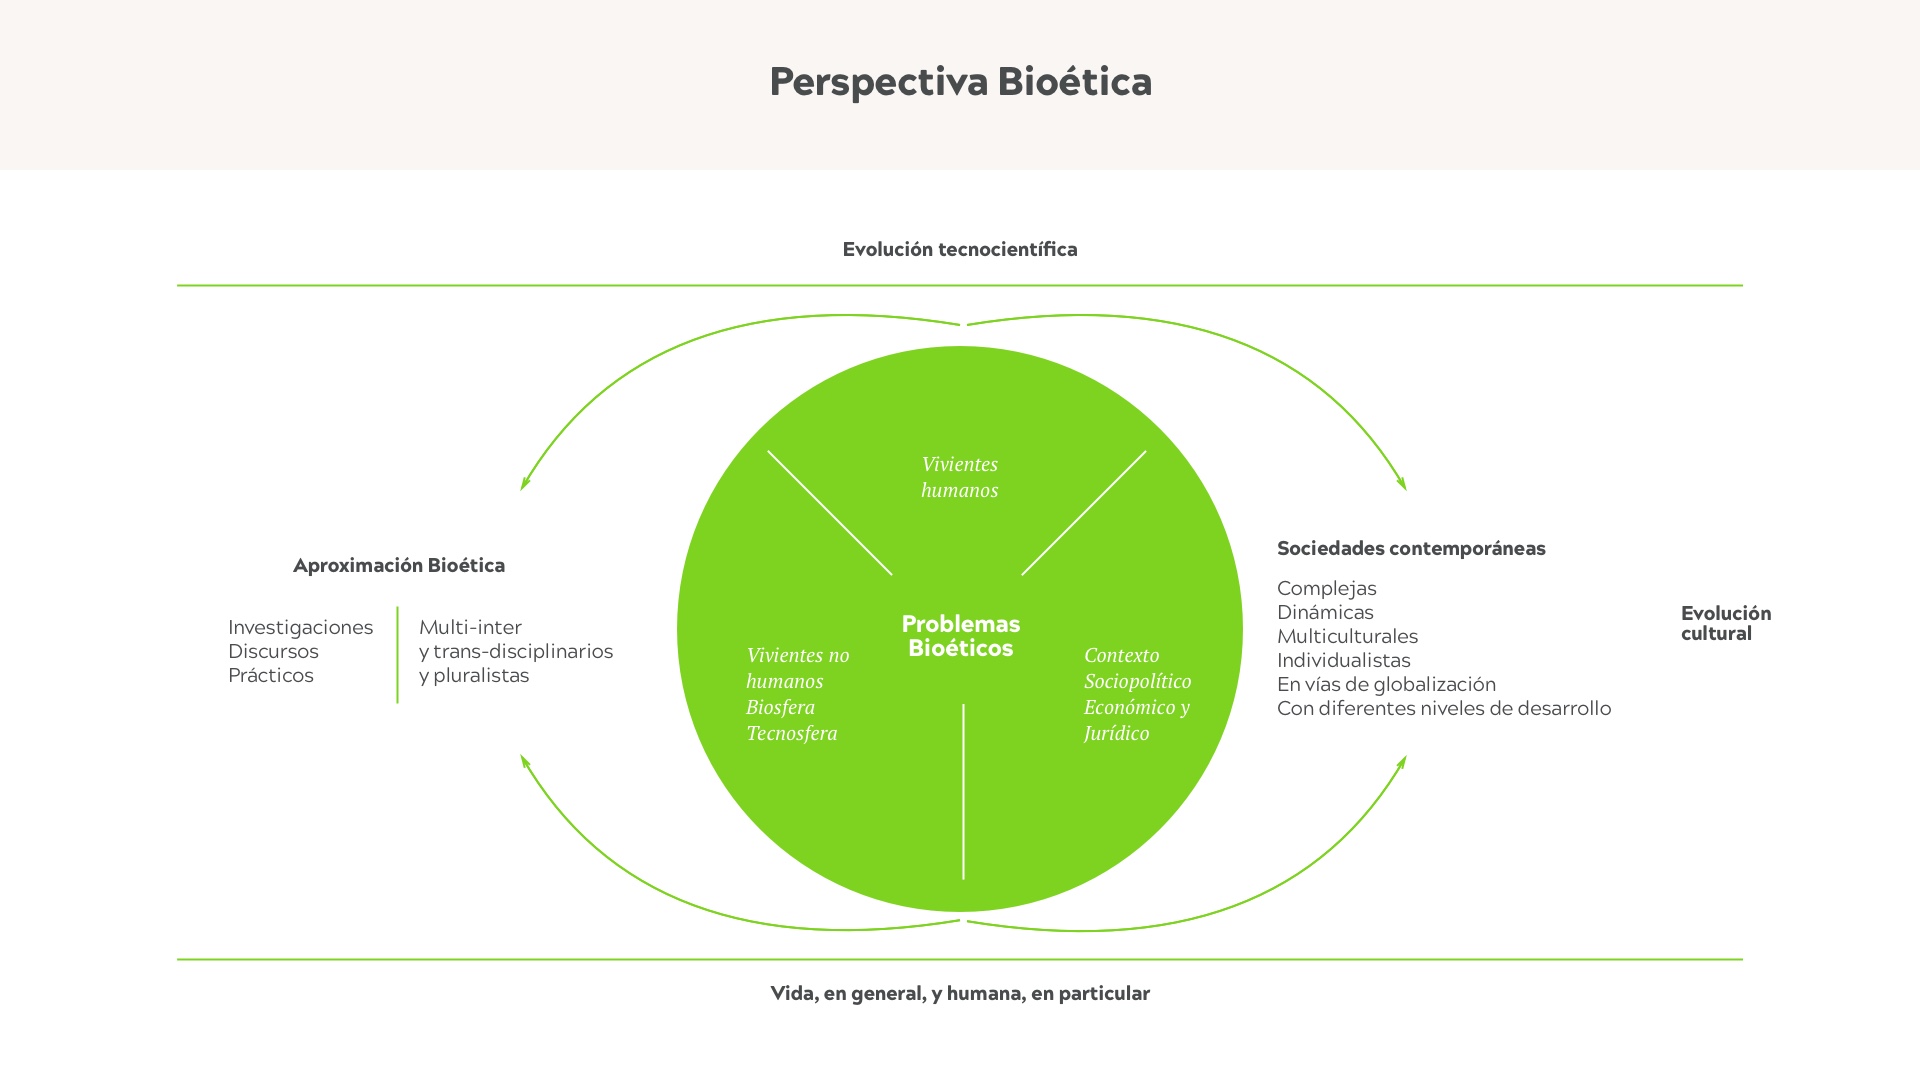 Perspectiva Bioética
Evolución tecnocientífica
Vivientes
humanos
Problemas
Bioéticos
Vivientes no
humanos
Biosfera
Tecnosfera
Contexto
Sociopolítico
Económico y
Jurídico
Aproximación Bioética
Investigaciones
Discursos
Prácticos
Multi-inter
y trans-disciplinarios
y pluralistas
Sociedades contemporáneas
Complejas
Dinámicas
Multiculturales
Individualistas
En vías de globalización
Con diferentes niveles de desarrollo
Evolución
cultural
Vida, en general, y humana, en particular